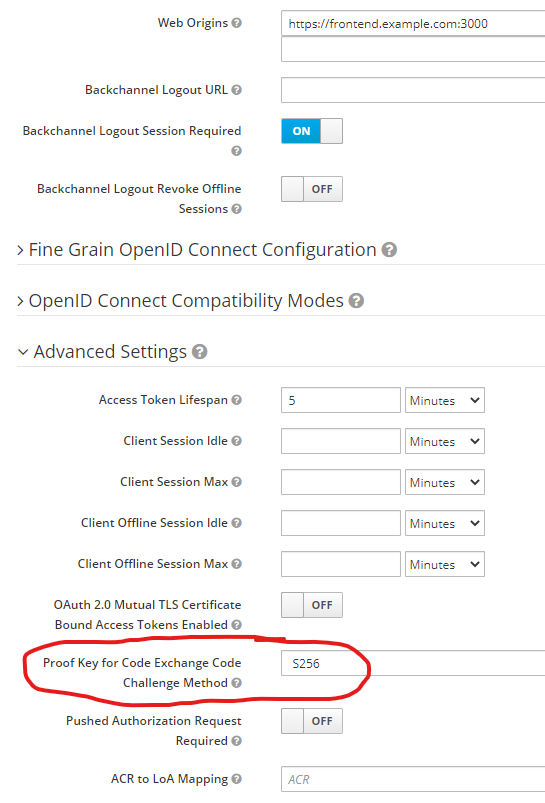 Web Origins
https://frontend.example.com:3000
Backchannel Logout URL
Backchannel Logout Session Required
ON
Backchannel Logout Revoke Offline
Sessions
OFF
Fine Grain OpenID Connect Configuration
OpenID Connect Compatibility Modes
Advanced Settings
Access Token Lifespan
5
Minutes
Client Session Idle
Minutes
Client Session Max
Minutes
Client Offline Session Idle
Minutes
Client Offline Session Max
Minutes
OAuth 2.0 Mutual TLS Certificate
Bound Access Tokens Enabled
OFF
Proof Key for Code Exchange Code
Challenge Method
S256
Pushed Authorization Request
Required
OFF
ACR to LoA Mapping
ACR